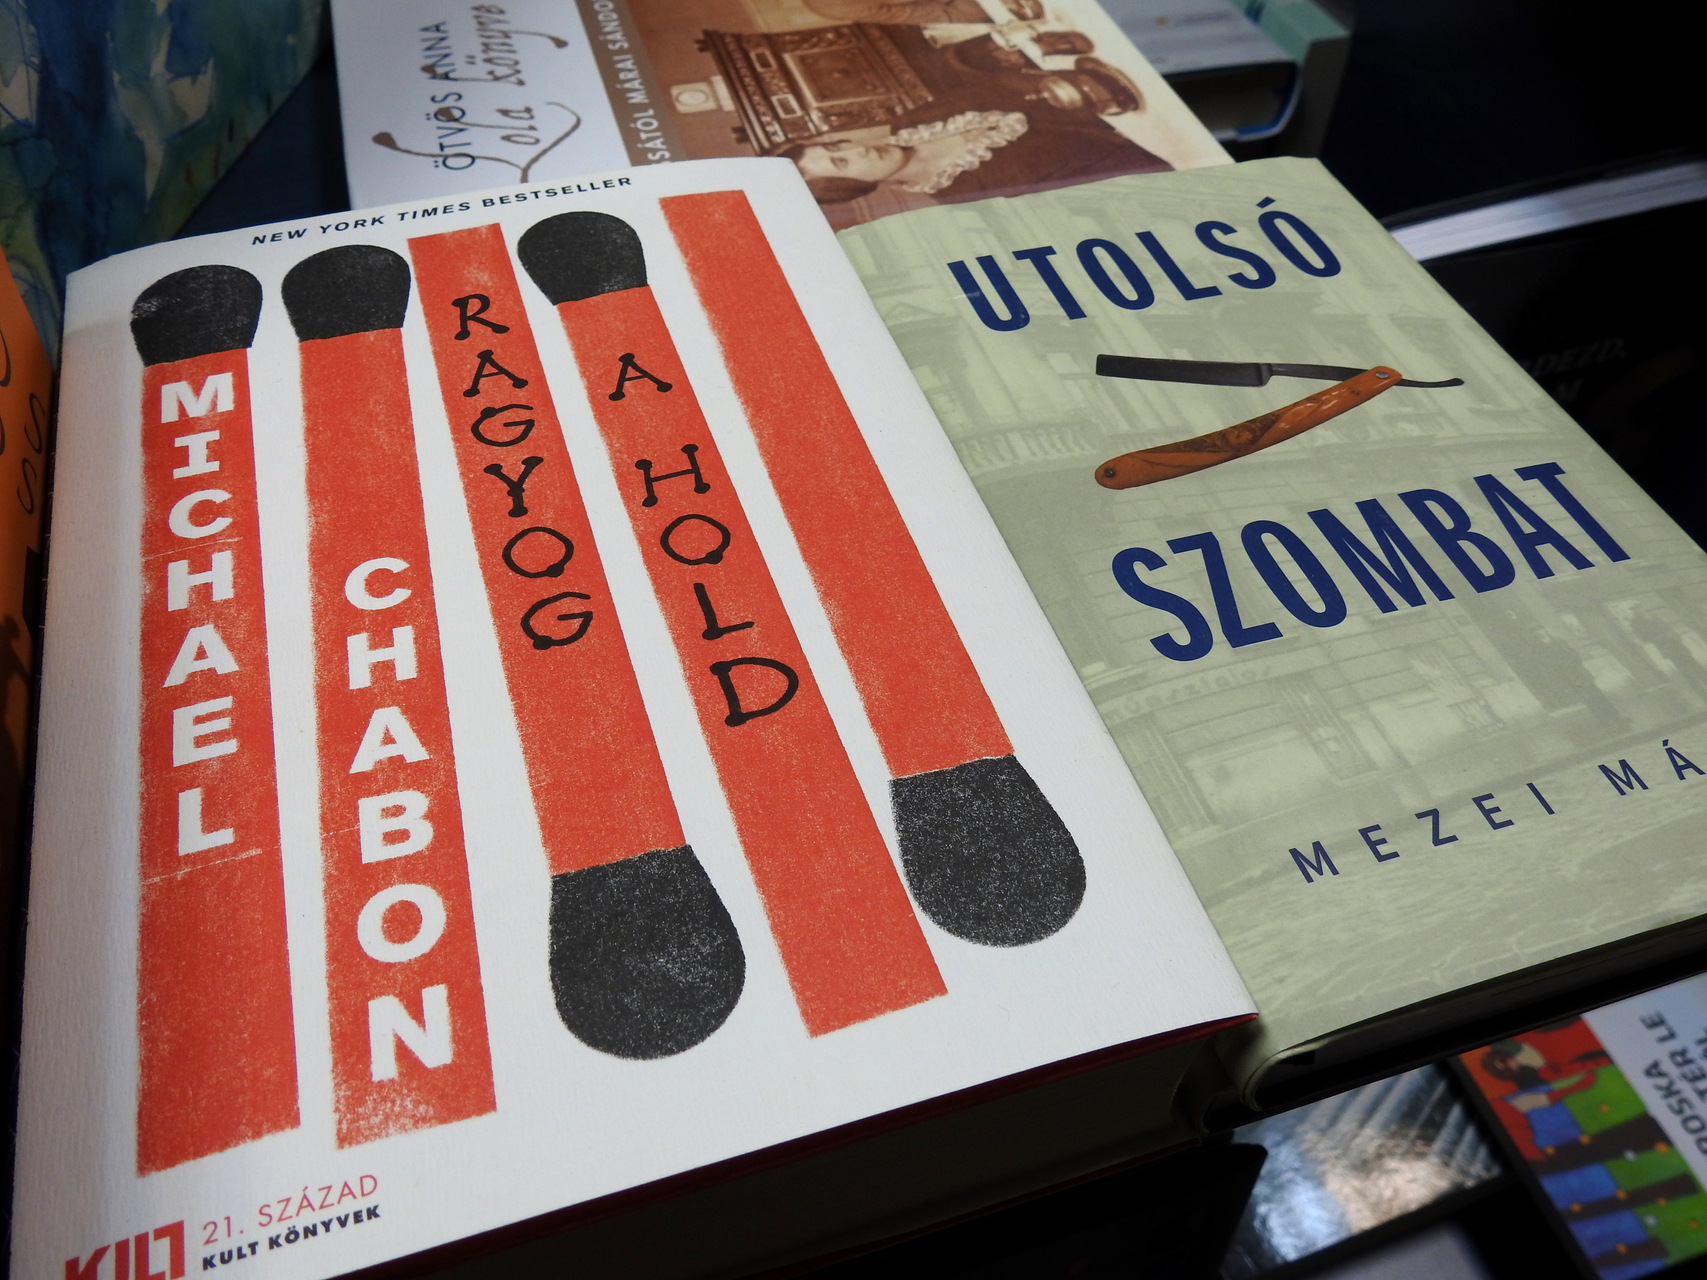 ÖTVÖS ANNA
Lola könyve
MÁRAI SÁNDO
NEW YORK TIMES BESTSELLER
MICHAEL
CHABON
RAGYOG
A HOLD
KULT
21. SZÁZAD
KULT KÖNYVEK
UTOLSÓ
SZOMBAT
MEZEI MÁ